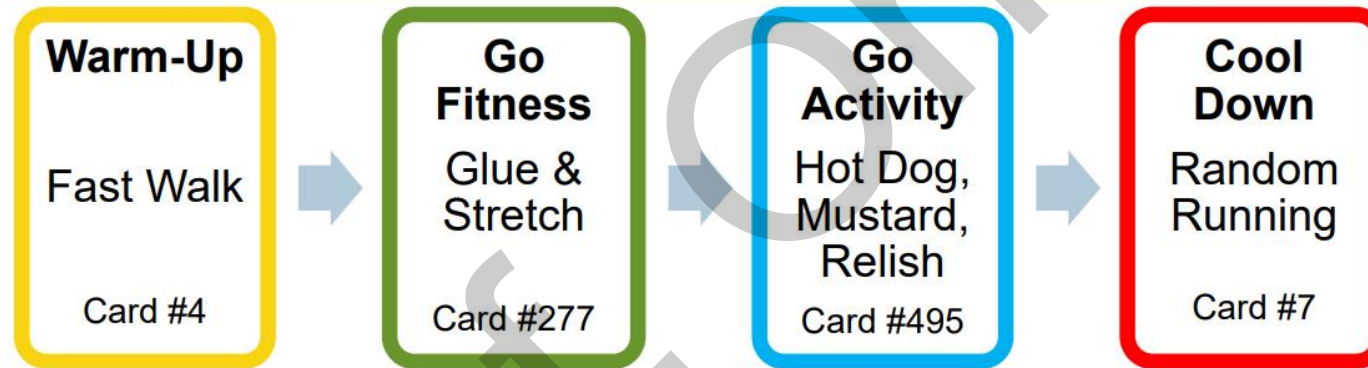 Warm-Up
Fast Walk
Card #4
Go
Fitness
Glue &
Stretch
Card #277
Go
Activity
Hot Dog,
Mustard,
Relish
Card #495
Cool
Down
Random
Running
Card #7